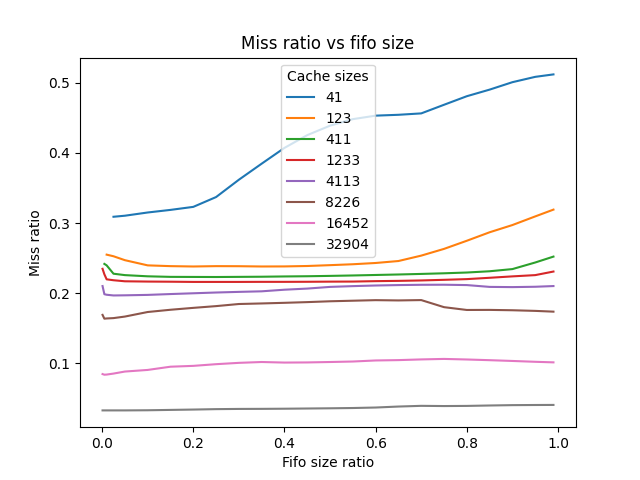 Miss ratio vs fifo size
Cache sizes
41
123
411
1233
4113
8226
16452
32904
0.5
0.4
0.3
0.2
0.1
Miss ratio
0.0 0.2 0.4 0.6 0.8 1.0
Fifo size ratio